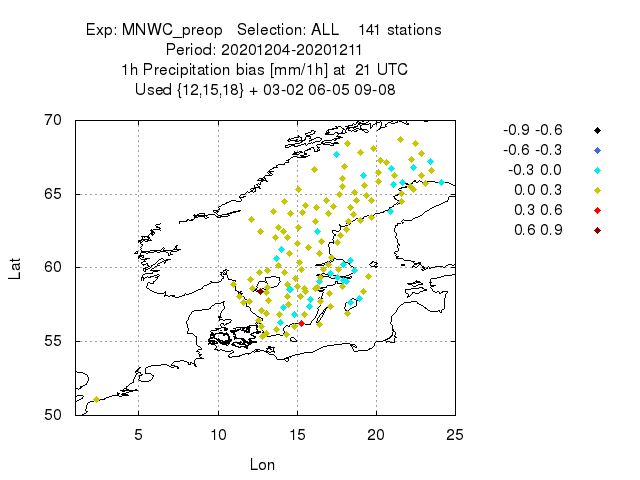 Exp: MNWC_preop   Selection: ALL    141 stations
Period: 20201204-20201211
1h Precipitation bias [mm/1h] at  21 UTC
Used {12,15,18} + 03-02 06-05 09-08
70
65
60
55
50
Lat
5
10
15
20
25
Lon
-0.9 -0.6
-0.6 -0.3
-0.3 0.0
0.0 0.3
0.3 0.6
0.6 0.9